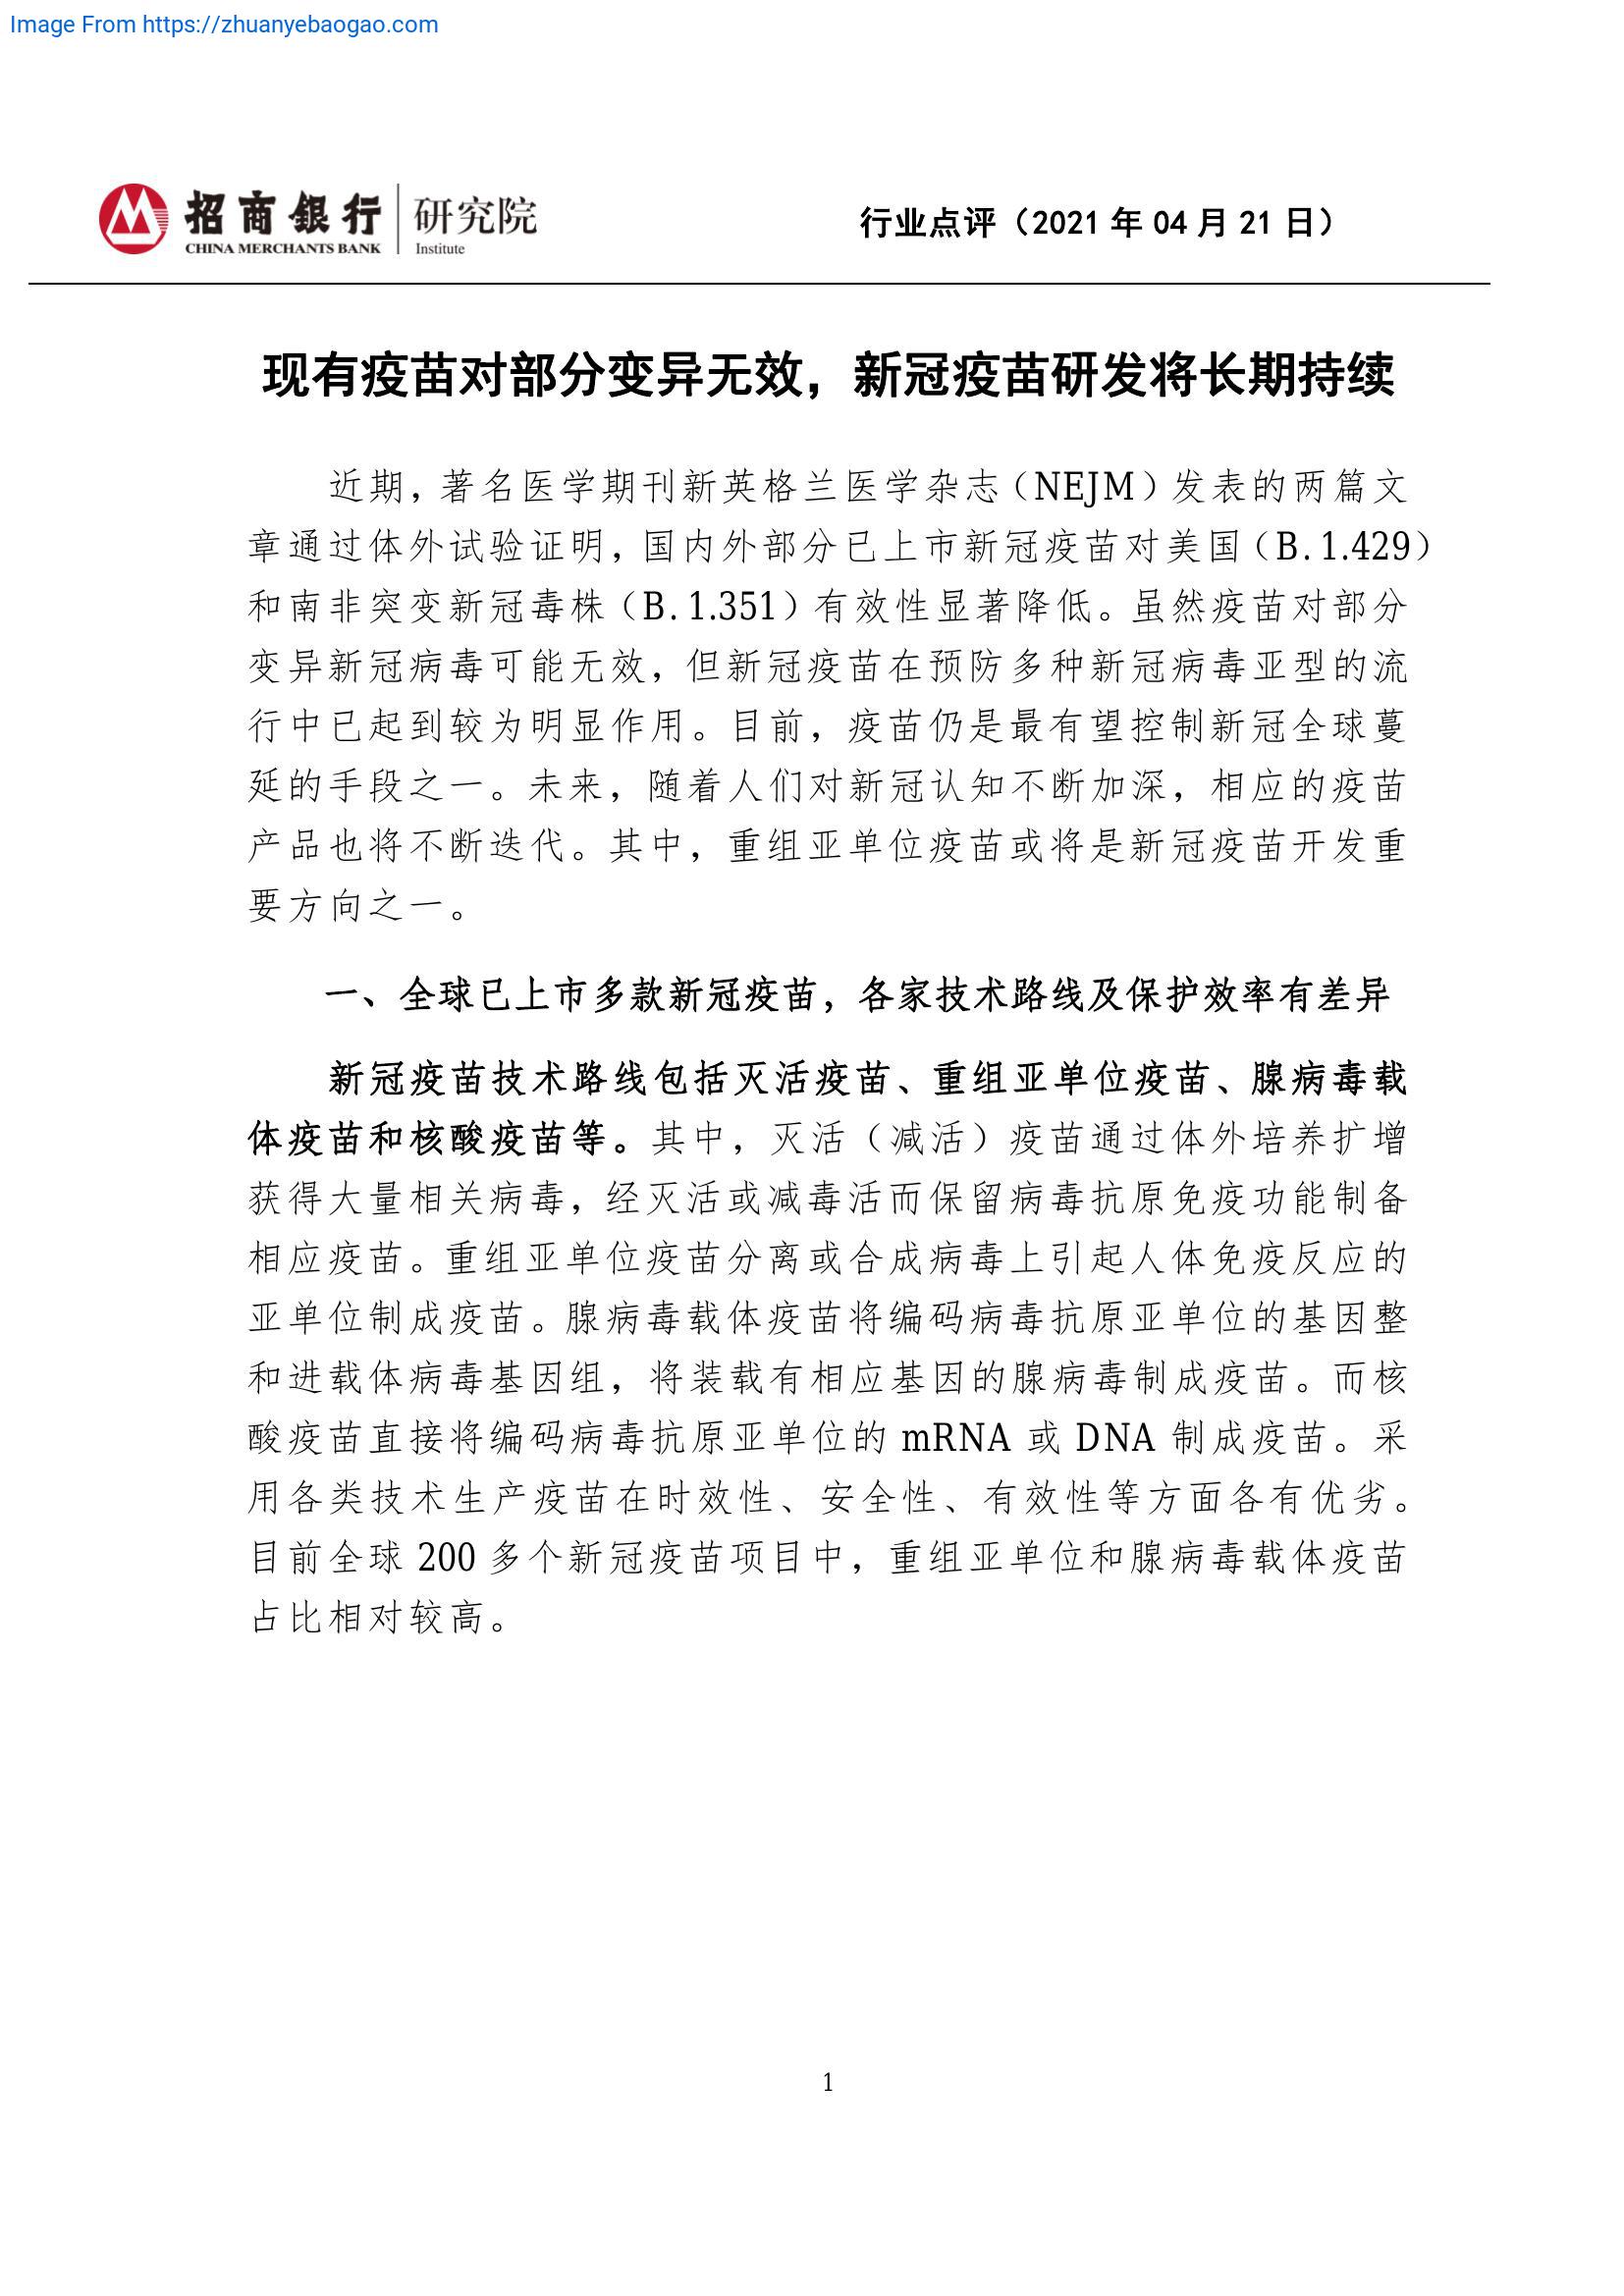 Image From https://zhuanyebaogao.com
招商銀行 研究院
CHINA MERCHANTS BANK Institute
行业点评（2021 年 04 月 21 日）
现有疫苗对部分变异无效，新冠疫苗研发将长期持续
近期，著名医学期刊新英格兰医学杂志（NEJM）发表的两篇文
章通过体外试验证明，国内外部分已上市新冠疫苗对美国（B.1.429）
和南非突变新冠毒株（B.1.351）有效性显著降低。虽然疫苗对部分
变异新冠病毒可能无效，但新冠疫苗在预防多种新冠病毒亚型的流
行中已起到较为明显作用。目前，疫苗仍是最有望控制新冠全球蔓
延的手段之一。未来，随着人们对新冠认知不断加深，相应的疫苗
产品也将不断迭代。其中，重组亚单位疫苗或将是新冠疫苗开发重
要方向之一。
一、全球已上市多款新冠疫苗，各家技术路线及保护效率有差异
新冠疫苗技术路线包括灭活疫苗、重组亚单位疫苗、腺病毒载
体疫苗和核酸疫苗等。其中，灭活（减活）疫苗通过体外培养扩增
获得大量相关病毒，经灭活或减毒活而保留病毒抗原免疫功能制备
相应疫苗。重组亚单位疫苗分离或合成病毒上引起人体免疫反应的
亚单位制成疫苗。腺病毒载体疫苗将编码病毒抗原亚单位的基因整
和进载体病毒基因组，将装载有相应基因的腺病毒制成疫苗。而核
酸疫苗直接将编码病毒抗原亚单位的 mRNA 或 DNA 制成疫苗。采
用各类技术生产疫苗在时效性、安全性、有效性等方面各有优劣。
目前全球 200 多个新冠疫苗项目中，重组亚单位和腺病毒载体疫苗
占比相对较高。
1